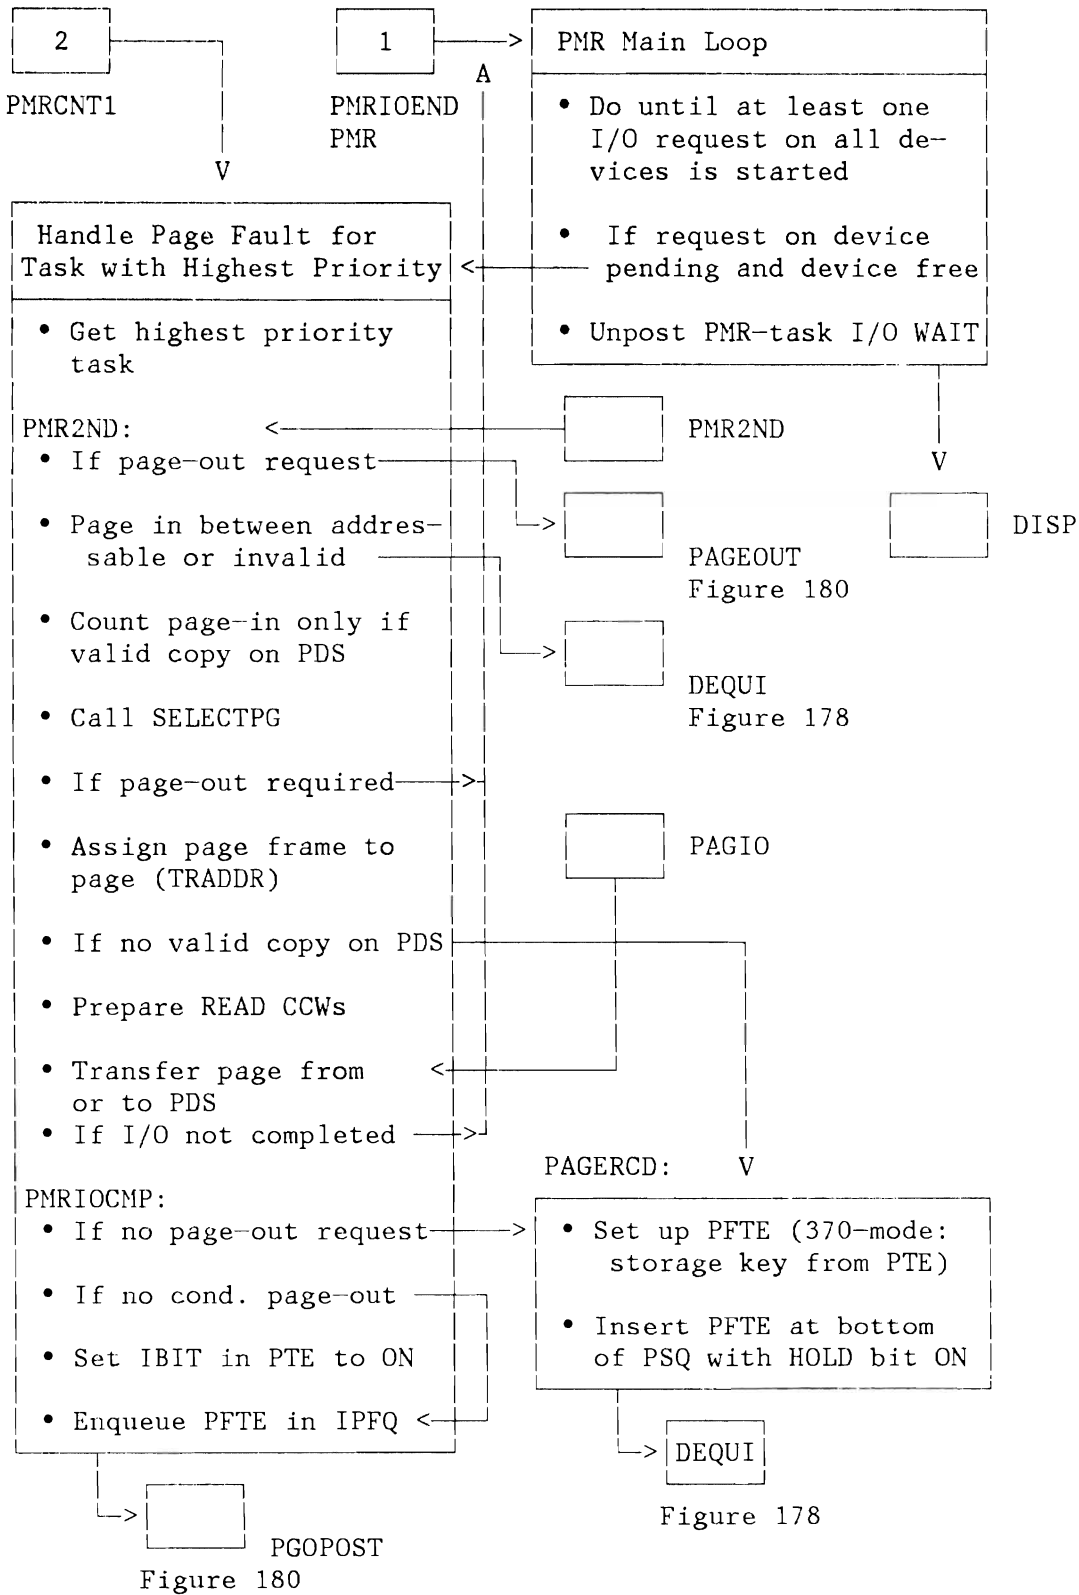 2
PMRCNT1
1
PMRIOEND
PMR
PMR Main Loop
• Do until at least one
I/O request on all de-
vices is started
• If request on device
pending and device free
• Unpost PMR-task I/O WAIT
Handle Page Fault for
Task with Highest Priority
• Get highest priority
task
PMR2ND:
• If page-out request
• Page in between addres-
sable or invalid
• Count page-in only if
valid copy on PDS
• Call SELECTPG
• If page-out required
• Assign page frame to
page (TRADDR)
• If no valid copy on PDS
• Prepare READ CCWs
• Transfer page from
or to PDS
• If I/O not completed
PMRIOCMP:
• If no page-out request
• If no cond. page-out
• Set IBIT in PTE to ON
• Enqueue PFTE in IPFQ
PMR2ND
DISP
PAGEOUT
Figure 180
DEQUI
Figure 178
PAGIO
PAGERCD:
• Set up PFTE (370-mode:
storage key from PTE)
• Insert PFTE at bottom
of PSQ with HOLD bit ON
DEQUI
Figure 178
PGOPOST
Figure 180